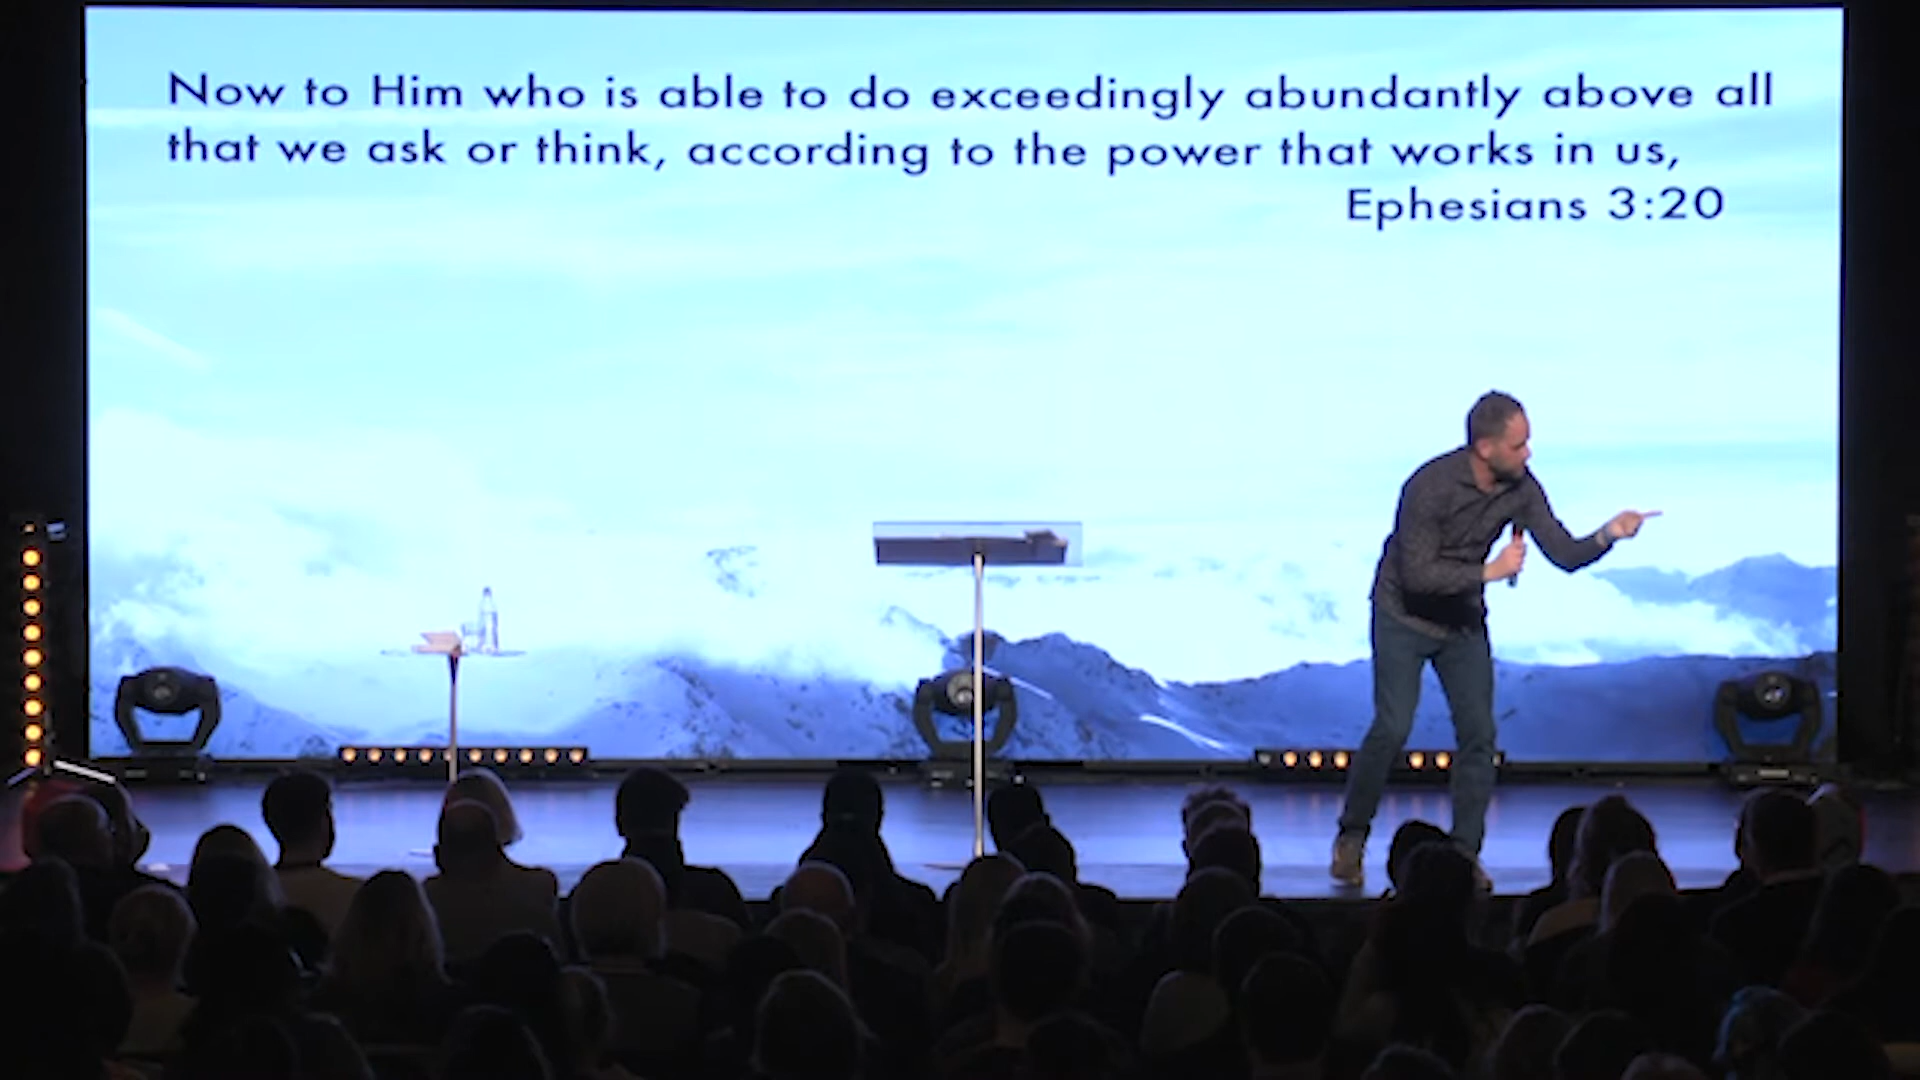 Now to Him who is able to do exceedingly abundantly above all
that we ask or think, according to the power that works in us,
Ephesians 3:20